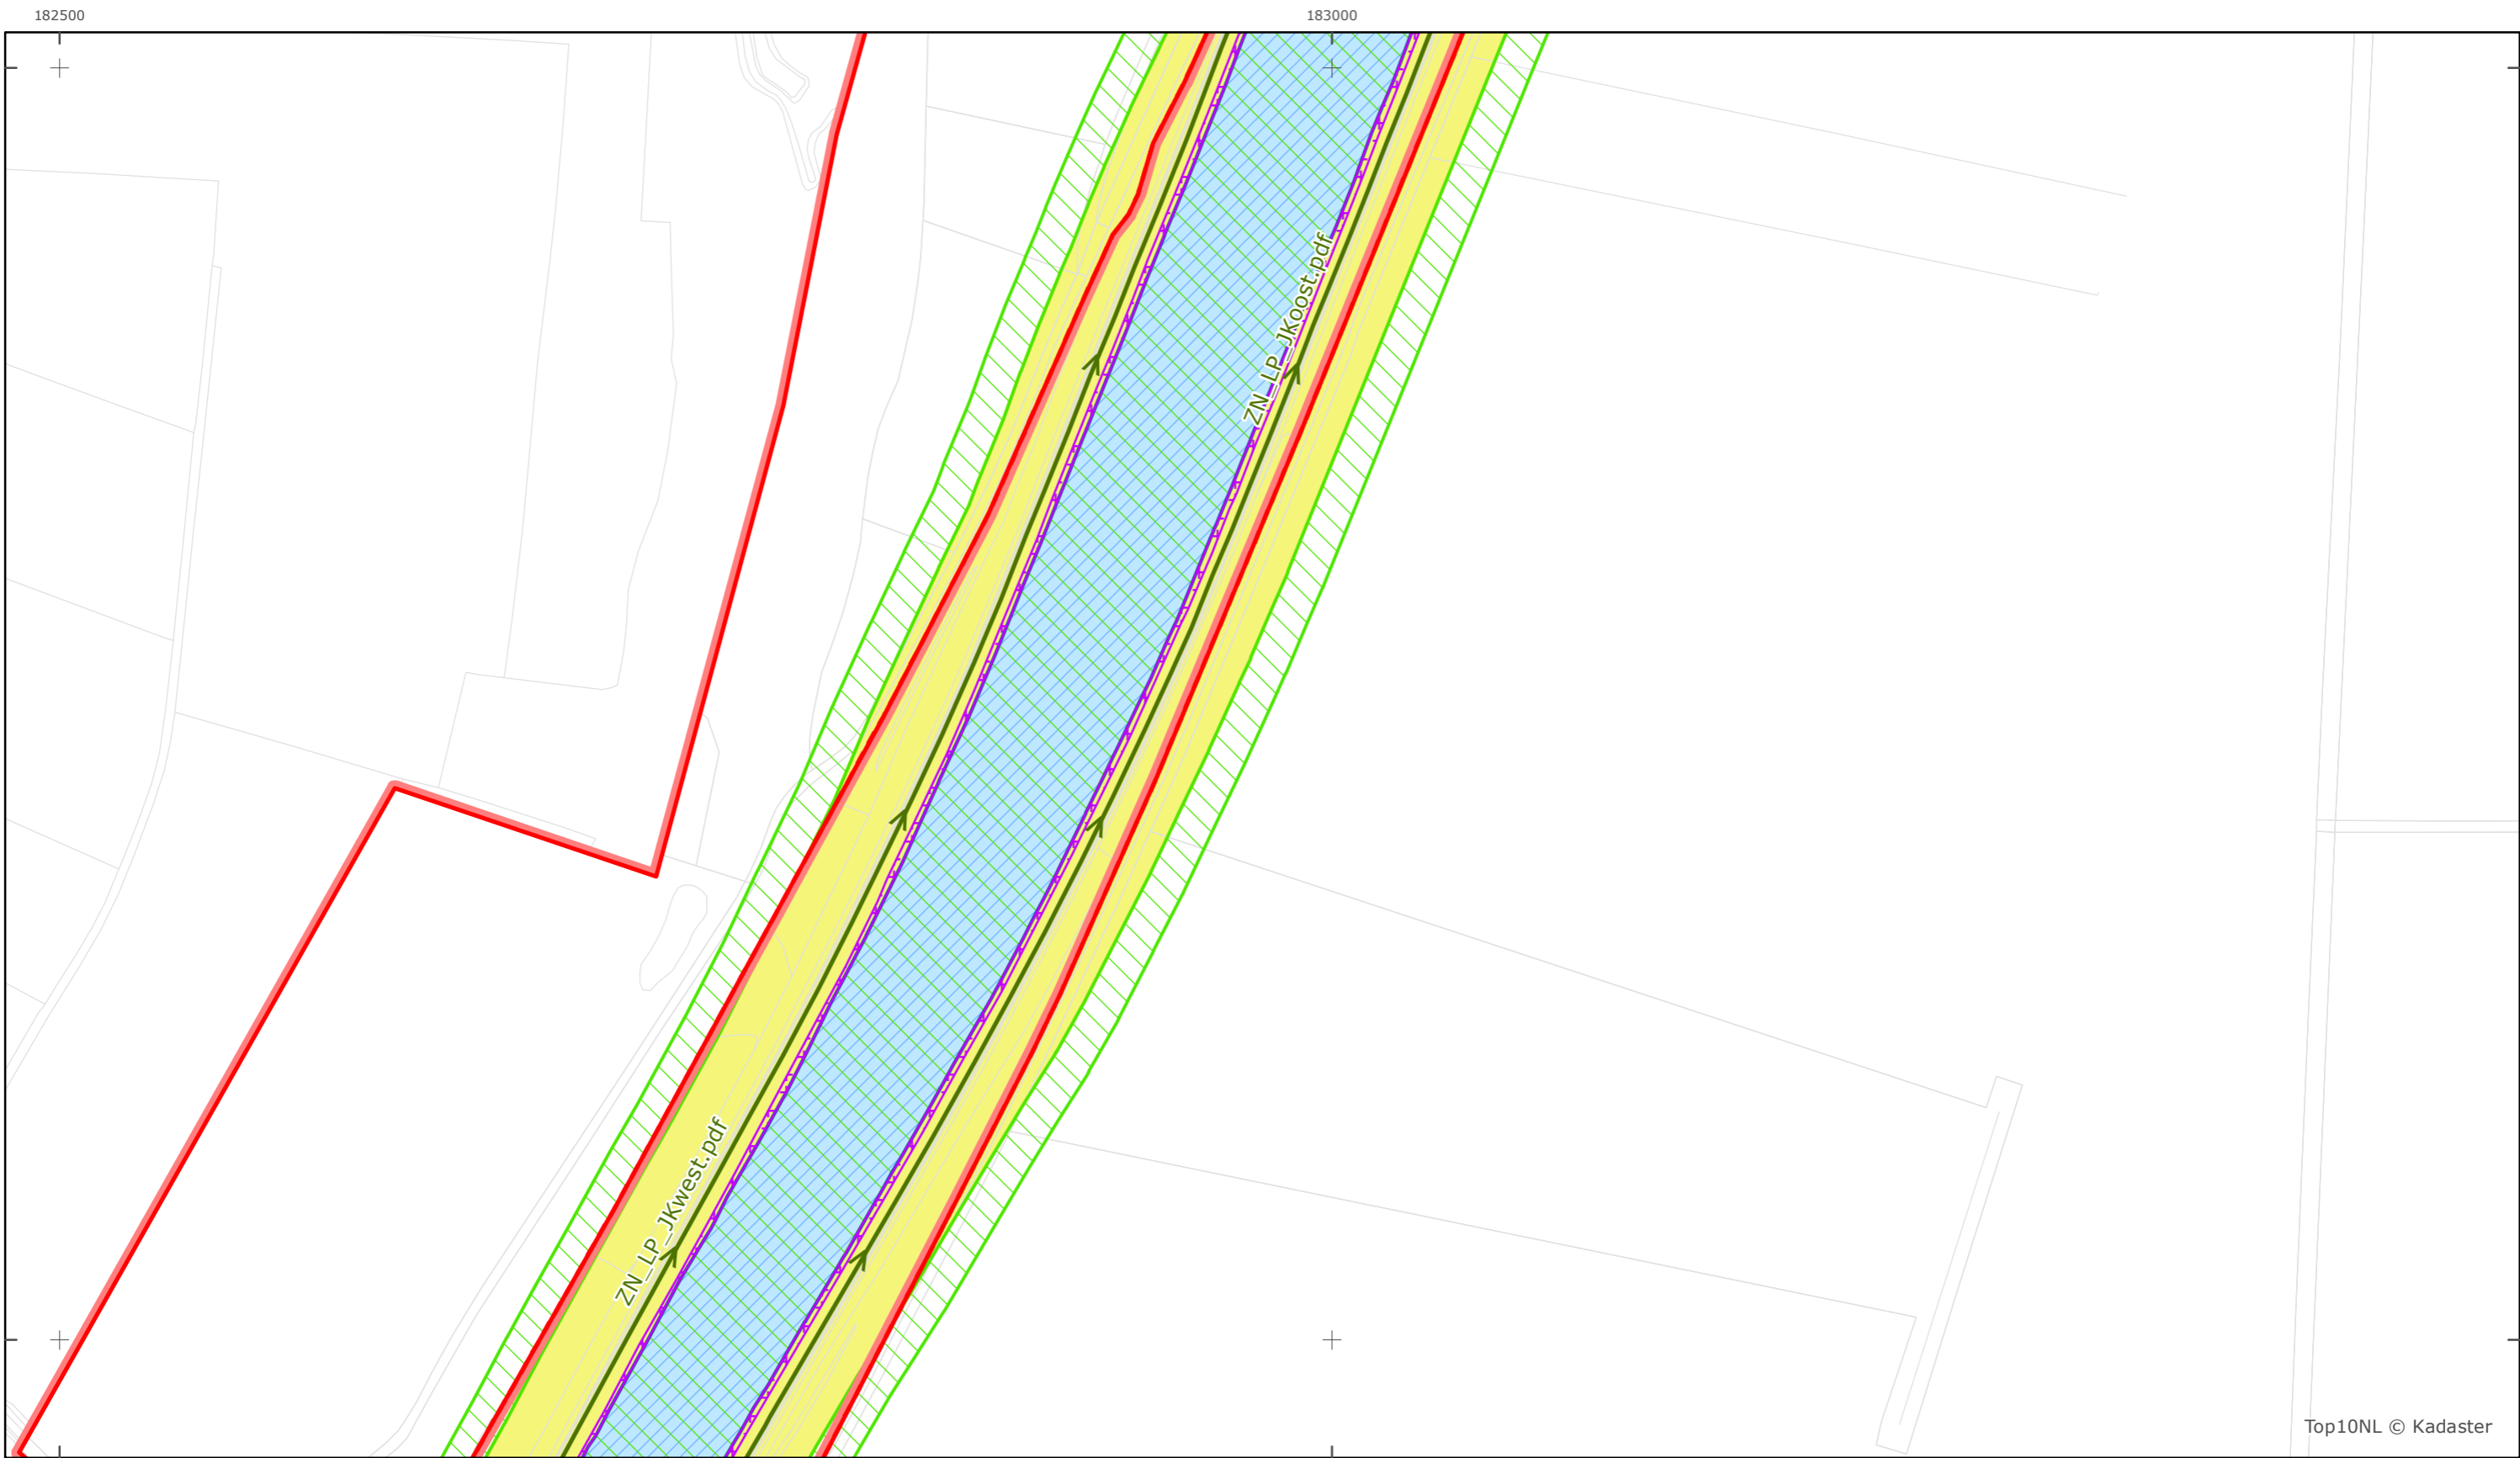 182500
183000
ZN_LP_JKoost.pdf
ZN_LP_JKwest.pdf
Top10NL © Kadaster